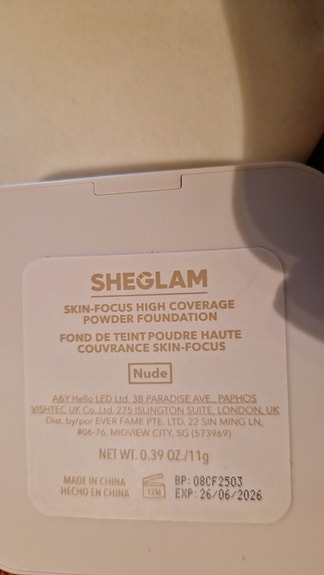 SHEGLAM
SKIN-FOCUS HIGH COVERAGE
POWDER FOUNDATION
FOND DE TEINT POUDRE HAUTE
COUVRANCE SKIN-FOCUS
Nude
A&Y Hello LED Ltd. 3B PARADISE AVE., PAPHOS
VISHTEC UK Co. Ltd. 275 ISLINGTON SUITE, LONDON, UK
Dist. by/por EVER FAME PTE. LTD. 22 SIN MING LN,
#06-76, MIDVIEW CITY, SG (573969)
NET WT. 0.39 OZ/11g
MADE IN CHINA
HECHO EN CHINA
12M
BP: 08CF2503
EXP: 26/06/2026